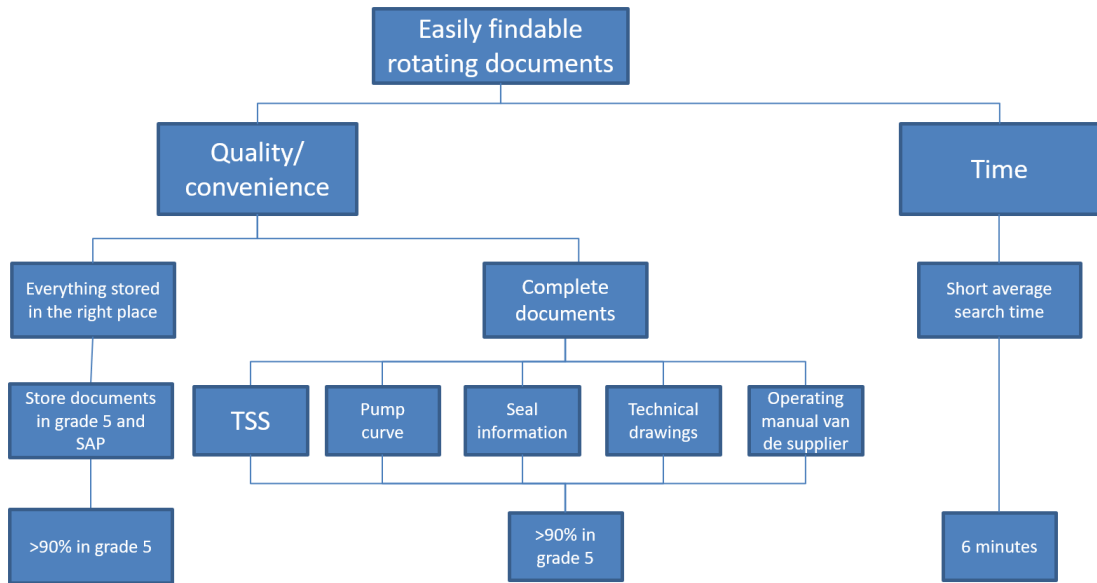 Easily findable
rotating documents
Quality/
convenience
Time
Everything stored
in the right place
Complete
documents
Short average
search time
Store documents
in grade 5 and
SAP
TSS
Pump
curve
Seal
information
Technical
drawings
Operating
manual van
de supplier
>90% in grade 5
>90% in
grade 5
6 minutes